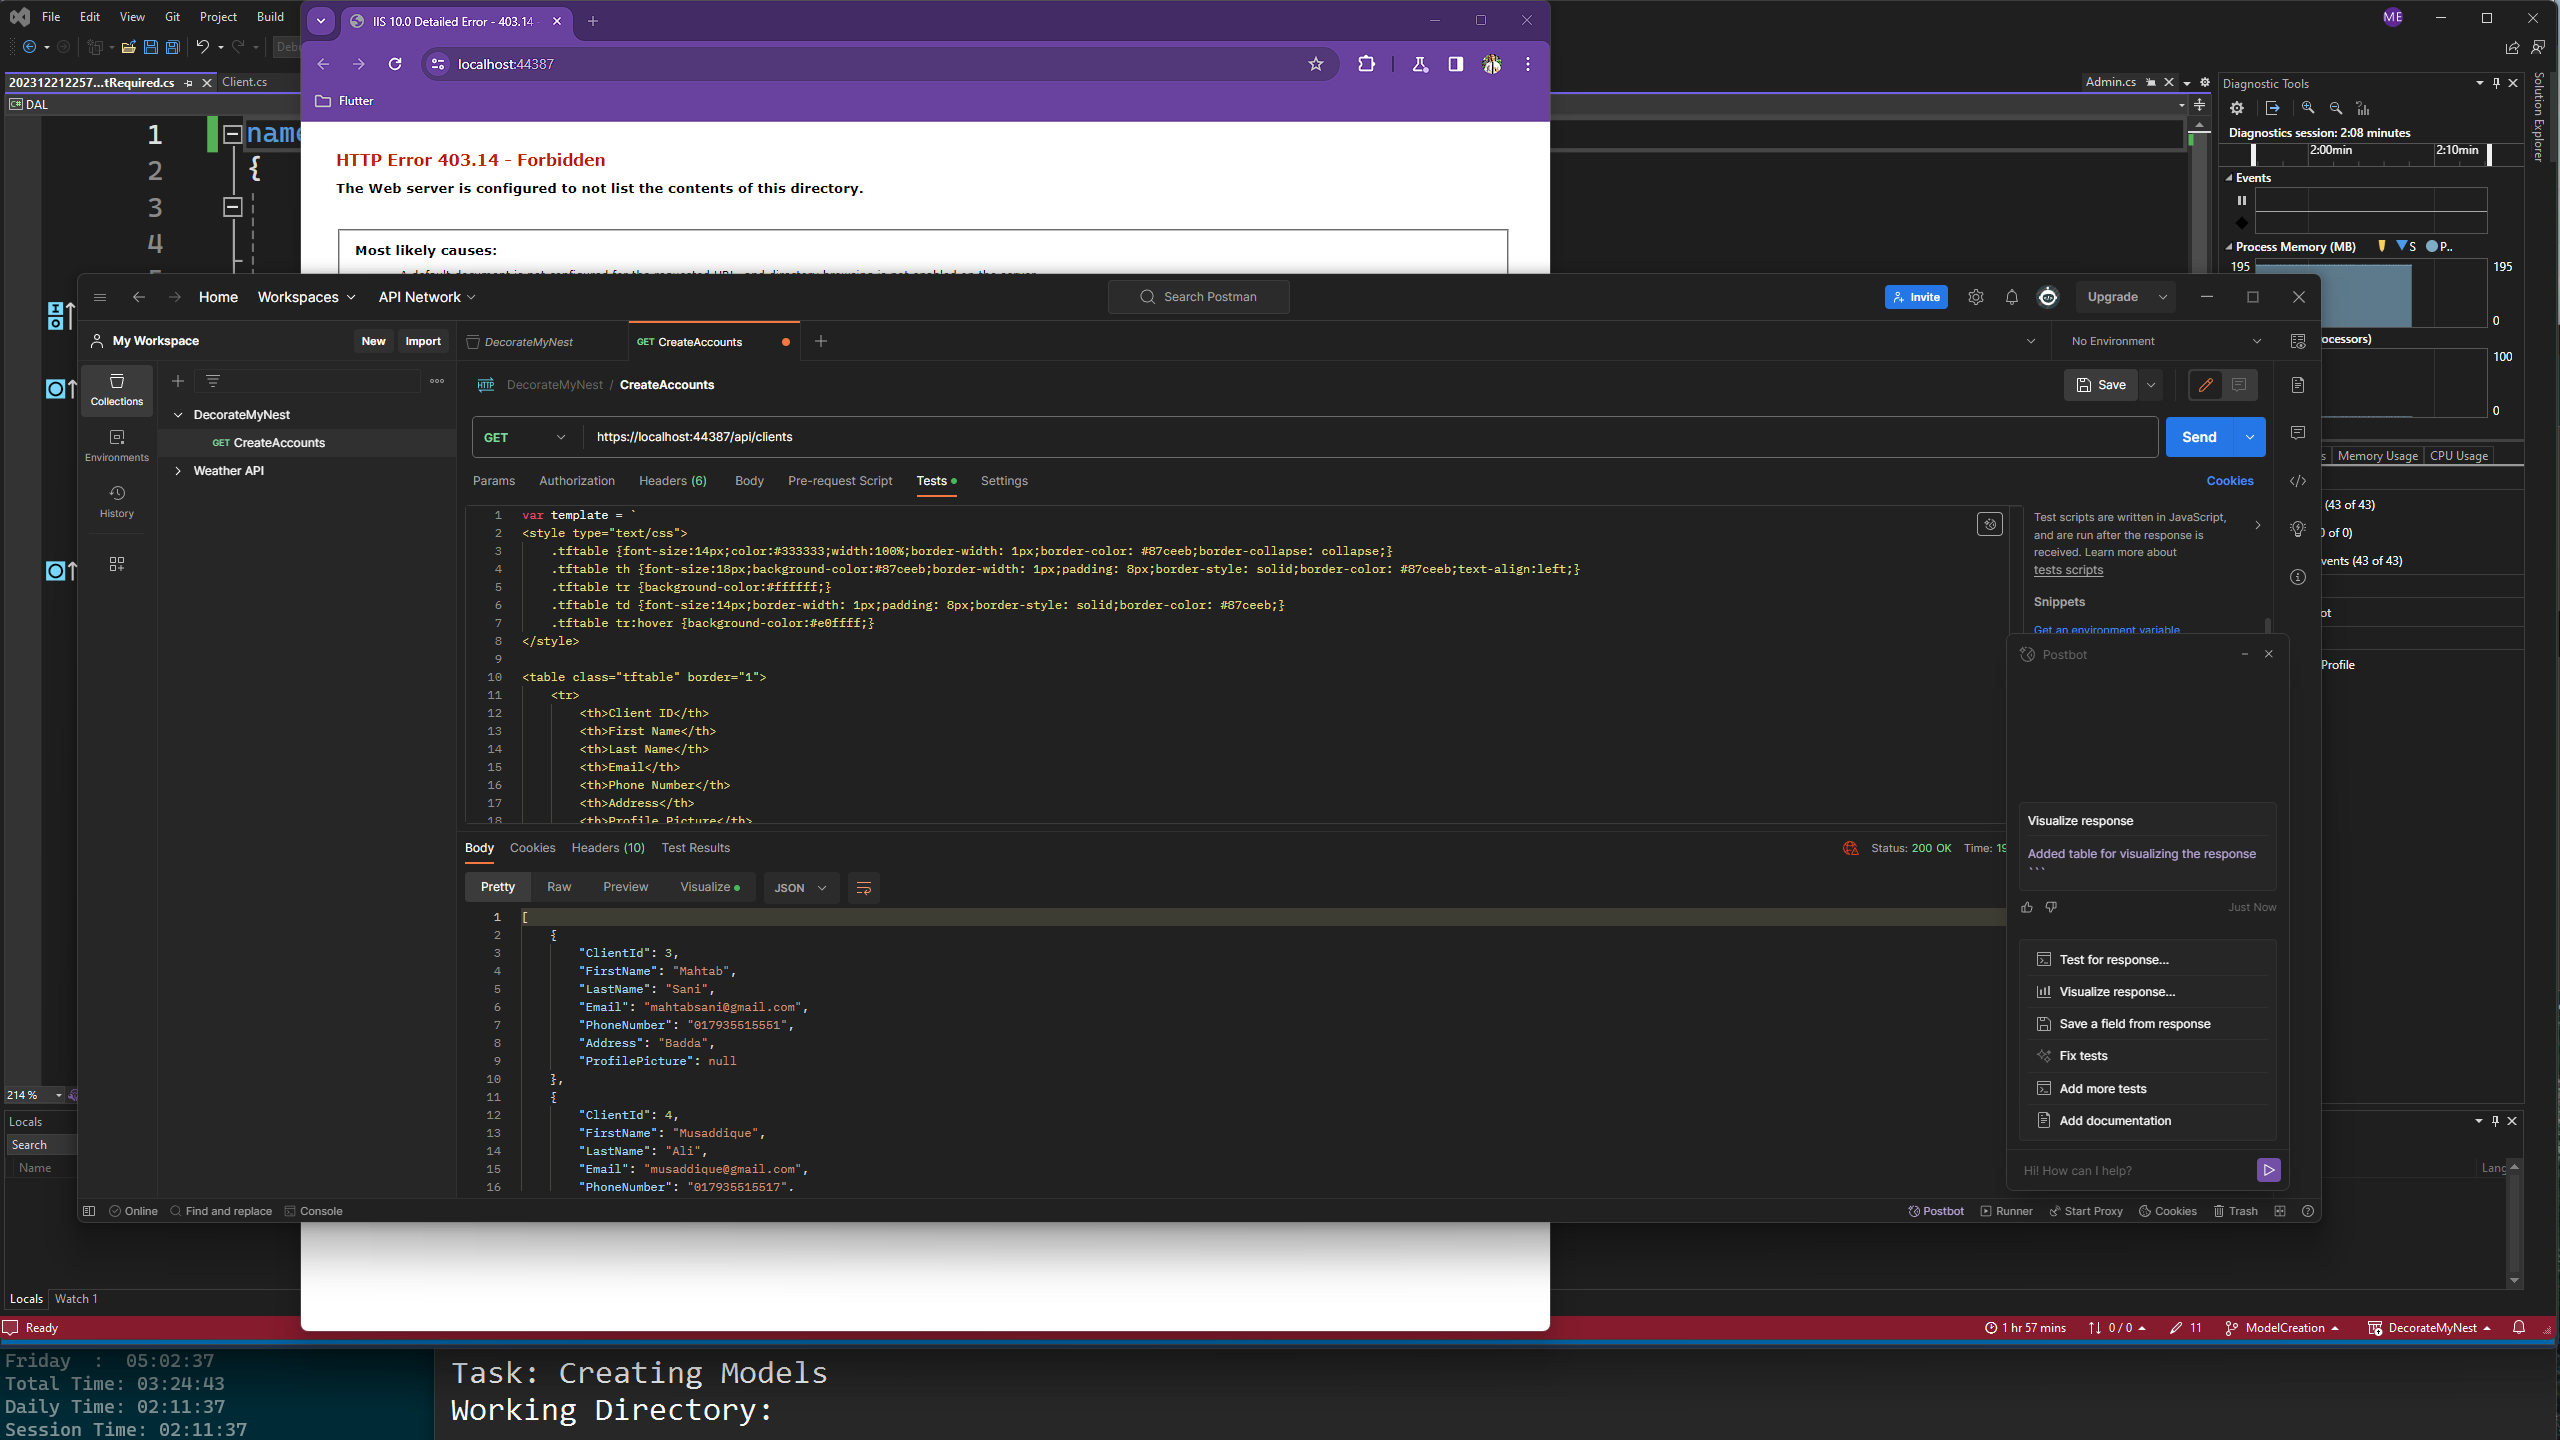 File Edit View Git Project Build
ME
Debu
202312212257...tRequired.cs
Client.cs
DAL
1 name
2 {
3
4
IIS 10.0 Detailed Error - 403.14 -
localhost:44387
Flutter
HTTP Error 403.14 - Forbidden
The Web server is configured to not list the contents of this directory.
Most likely causes:
Admin.cs
Diagnostic Tools
Solution Explorer
Diagnostics session: 2:08 minutes
2:00min 2:10min
Events
Process Memory (MB) S P..
195 195
0
ocessors)
100
0
s Memory Usage CPU Usage
(43 of 43)
0 of 0)
vents (43 of 43)
ot
Profile
Home Workspaces API Network
Search Postman
Invite
Upgrade
My Workspace New Import
DecorateMyNest
GET CreateAccounts
No Environment
Collections
Environments
History
DecorateMyNest
GET CreateAccounts
Weather API
HTTP DecorateMyNest / CreateAccounts
Save
GET https://localhost:44387/api/clients
Send
Params Authorization Headers (6) Body Pre-request Script Tests Settings
Cookies
1 var template = `
2 <style type="text/css">
3 .tftable {font-size:14px;color:#333333;width:100%;border-width: 1px;border-color: #87ceeb;border-collapse: collapse;}
4 .tftable th {font-size:18px;background-color:#87ceeb;border-width: 1px;padding: 8px;border-style: solid;border-color: #87ceeb;text-align:left;}
5 .tftable tr {background-color:#ffffff;}
6 .tftable td {font-size:14px;border-width: 1px;padding: 8px;border-style: solid;border-color: #87ceeb;}
7 .tftable tr:hover {background-color:#e0ffff;}
8 </style>
9
10 <table class="tftable" border="1">
11 <tr>
12 <th>Client ID</th>
13 <th>First Name</th>
14 <th>Last Name</th>
15 <th>Email</th>
16 <th>Phone Number</th>
17 <th>Address</th>
18 <th>Profile Picture</th>
Test scripts are written in JavaScript,
and are run after the response is
received. Learn more about
tests scripts
Snippets
Get an environment variable
Postbot
Visualize response
Added table for visualizing the response
```
Just Now
Test for response...
Visualize response...
Save a field from response
Fix tests
Add more tests
Add documentation
Hi! How can I help?
Body Cookies Headers (10) Test Results
Status: 200 OK Time: 19
Pretty Raw Preview Visualize JSON
1 [
2 {
3 "ClientId": 3,
4 "FirstName": "Mahtab",
5 "LastName": "Sani",
6 "Email": "mahtabsani@gmail.com",
7 "PhoneNumber": "017935515551",
8 "Address": "Badda",
9 "ProfilePicture": null
10 },
11 {
12 "ClientId": 4,
13 "FirstName": "Musaddique",
14 "LastName": "Ali",
15 "Email": "musaddique@gmail.com",
16 "PhoneNumber": "017935515517",
Online Find and replace Console
Postbot Runner Start Proxy Cookies Trash
214 %
Locals
Search
Name
Lang
Locals Watch 1
Ready
1 hr 57 mins 0 / 0 11 ModelCreation DecorateMyNest
Friday : 05:02:37
Total Time: 03:24:43
Daily Time: 02:11:37
Session Time: 02:11:37
Task: Creating Models
Working Directory: